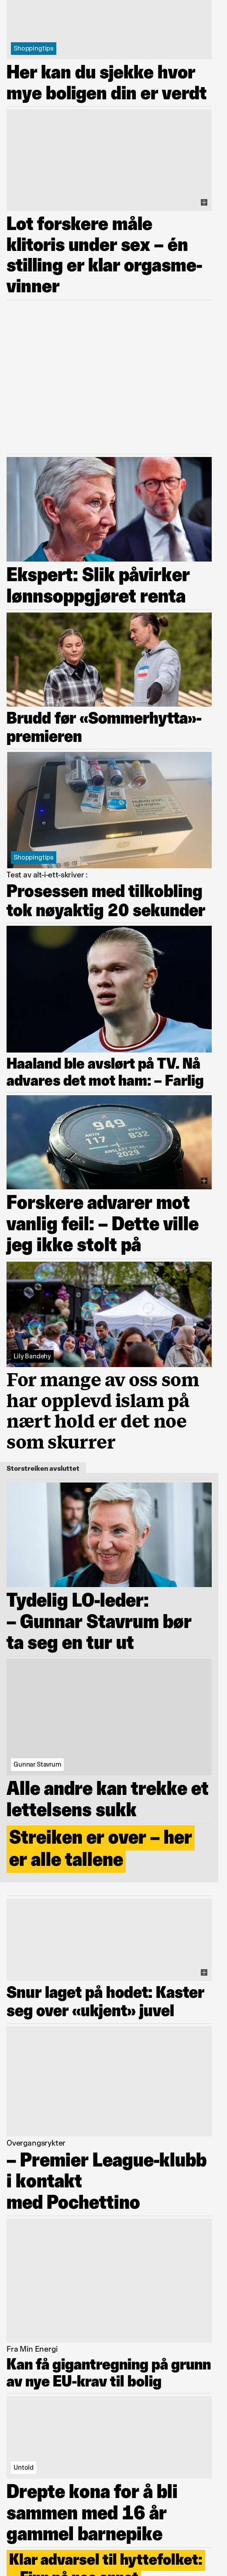 Shoppingtips
Her kan du sjekke hvor
mye boligen din er verdt
Lot forskere måle
klitoris under sex – én
stilling er klar orgasme-
vinner
Ekspert: Slik påvirker
lønnsoppgjøret renta
Brudd før «Sommerhytta»-
premieren
Shoppingtips
Test av alt-i-ett-skriver :
Prosessen med tilkobling
tok nøyaktig 20 sekunder
Haaland ble avslørt på TV. Nå
advares det mot ham: – Farlig
949
117
832
2029
Forskere advarer mot
vanlig feil: – Dette ville
jeg ikke stolt på
Lily Bandehy
For mange av oss som
har opplevd islam på
nært hold er det noe
som skurrer
Storstreiken avsluttet
Tydelig LO-leder:
– Gunnar Stavrum bør
ta seg en tur ut
Gunnar Stavrum
Alle andre kan trekke et
lettelsens sukk
Streiken er over – her
er alle tallene
Snur laget på hodet: Kaster
seg over «ukjent» juvel
Overgangsrykter
– Premier League-klubb
i kontakt
med Pochettino
Fra Min Energi
Kan få gigantregning på grunn
av nye EU-krav til bolig
Untold
Drepte kona for å bli
sammen med 16 år
gammel barnepike
Klar advarsel til hyttefolket: